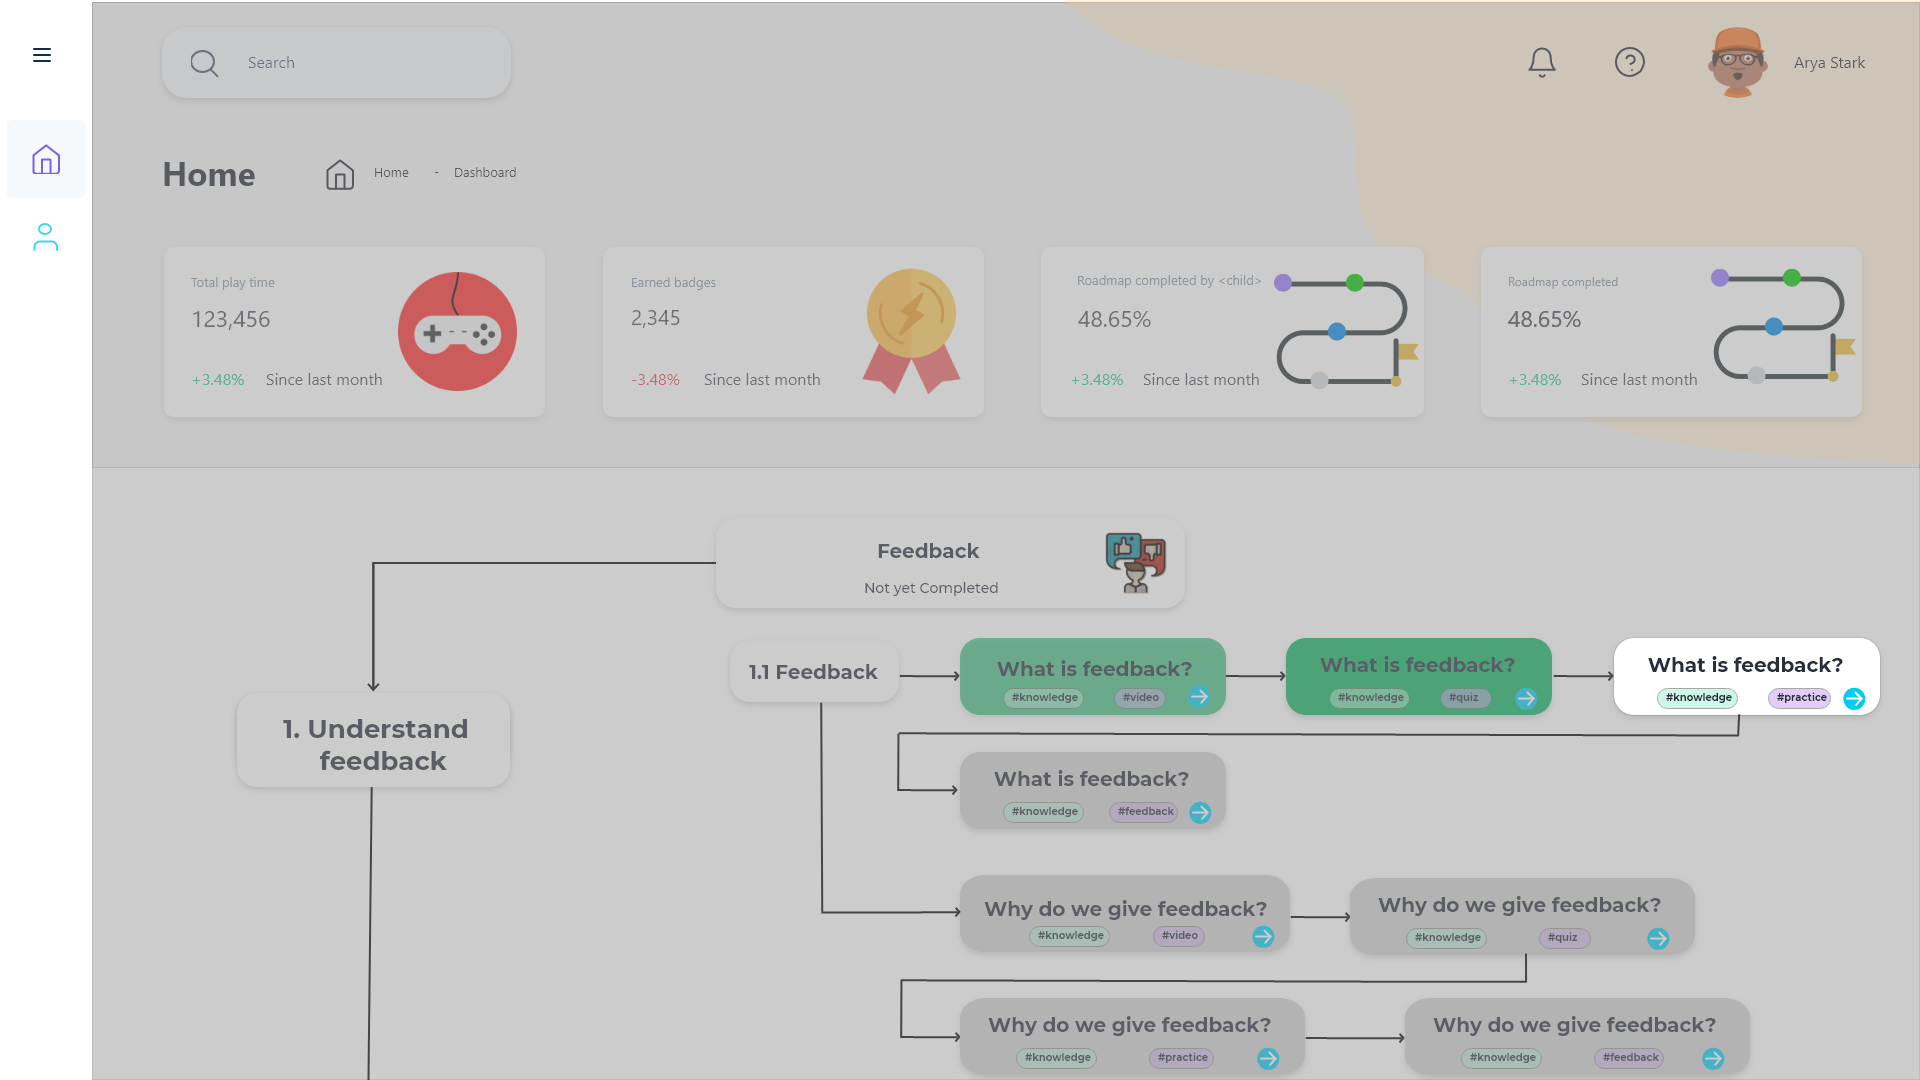 Search
Arya Stark
Home
Home - Dashboard
Total play time
123,456
+3.48% Since last month
Earned badges
2,345
-3.48% Since last month
Roadmap completed by <child>
48.65%
+3.48% Since last month
Roadmap completed
48.65%
+3.48% Since last month
Feedback
Not yet Completed
1. Understand
feedback
1.1 Feedback
What is feedback?
#knowledge #video
What is feedback?
#knowledge #quiz
What is feedback?
#knowledge #practice
What is feedback?
#knowledge #feedback
Why do we give feedback?
#knowledge #video
Why do we give feedback?
#knowledge #quiz
Why do we give feedback?
#knowledge #practice
Why do we give feedback?
#knowledge #feedback